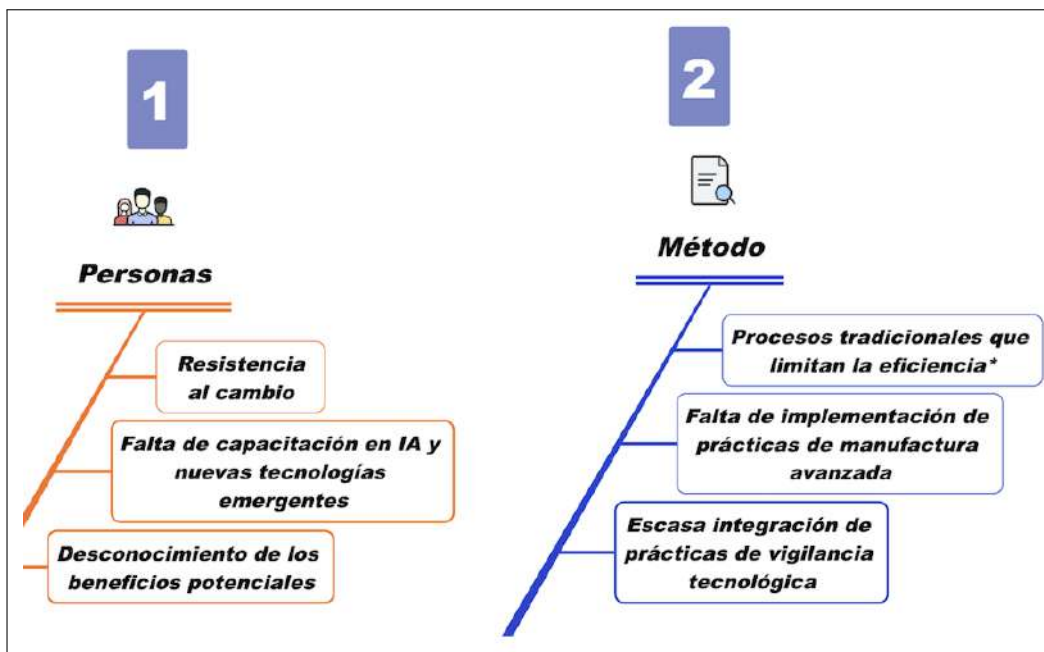 1
Personas
Resistencia
al cambio
Falta de capacitación en IA y
nuevas tecnologías
emergentes
Desconocimiento de los
beneficios potenciales
2
Método
Procesos tradicionales que
limitan la eficiencia*
Falta de implementación de
prácticas de manufactura
avanzada
Escasa integración de
prácticas de vigilancia
tecnológica